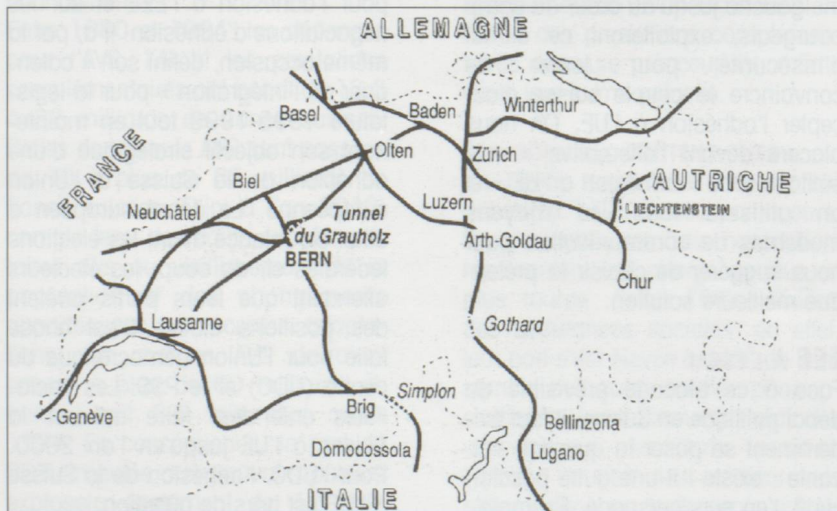 ALLEMAGNE
Basel
Baden
Winterthur
Olten
Zürich
FRANCE
Biel
AUTRICHE
Luzern
LIECHTENSTEIN
Neuchâtel
Tunnel
du Grauholz
Arth-Goldau
BERN
Chur
Lausanne
Gothard
Genève
Brig
Simplon
Bellinzona
Domodossola
Lugano
ITALIE